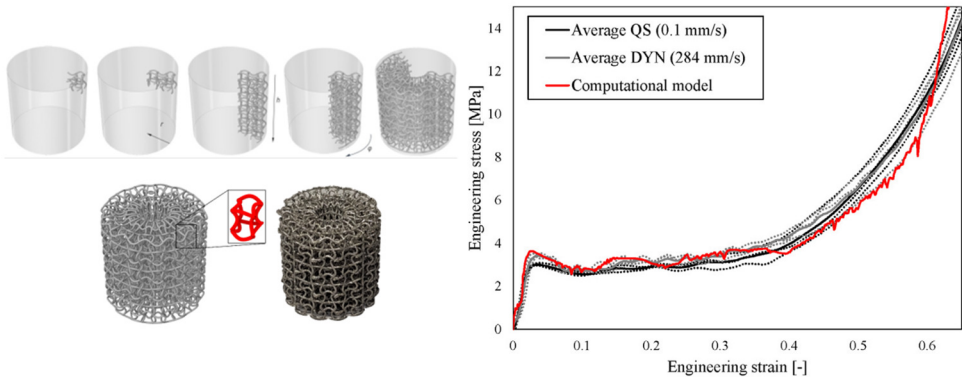 r
h
φ
Average QS (0.1 mm/s)
Average DYN (284 mm/s)
Computational model
Engineering stress [MPa]
14
12
10
8
6
4
2
0
0 0.1 0.2 0.3 0.4 0.5 0.6
Engineering strain [-]